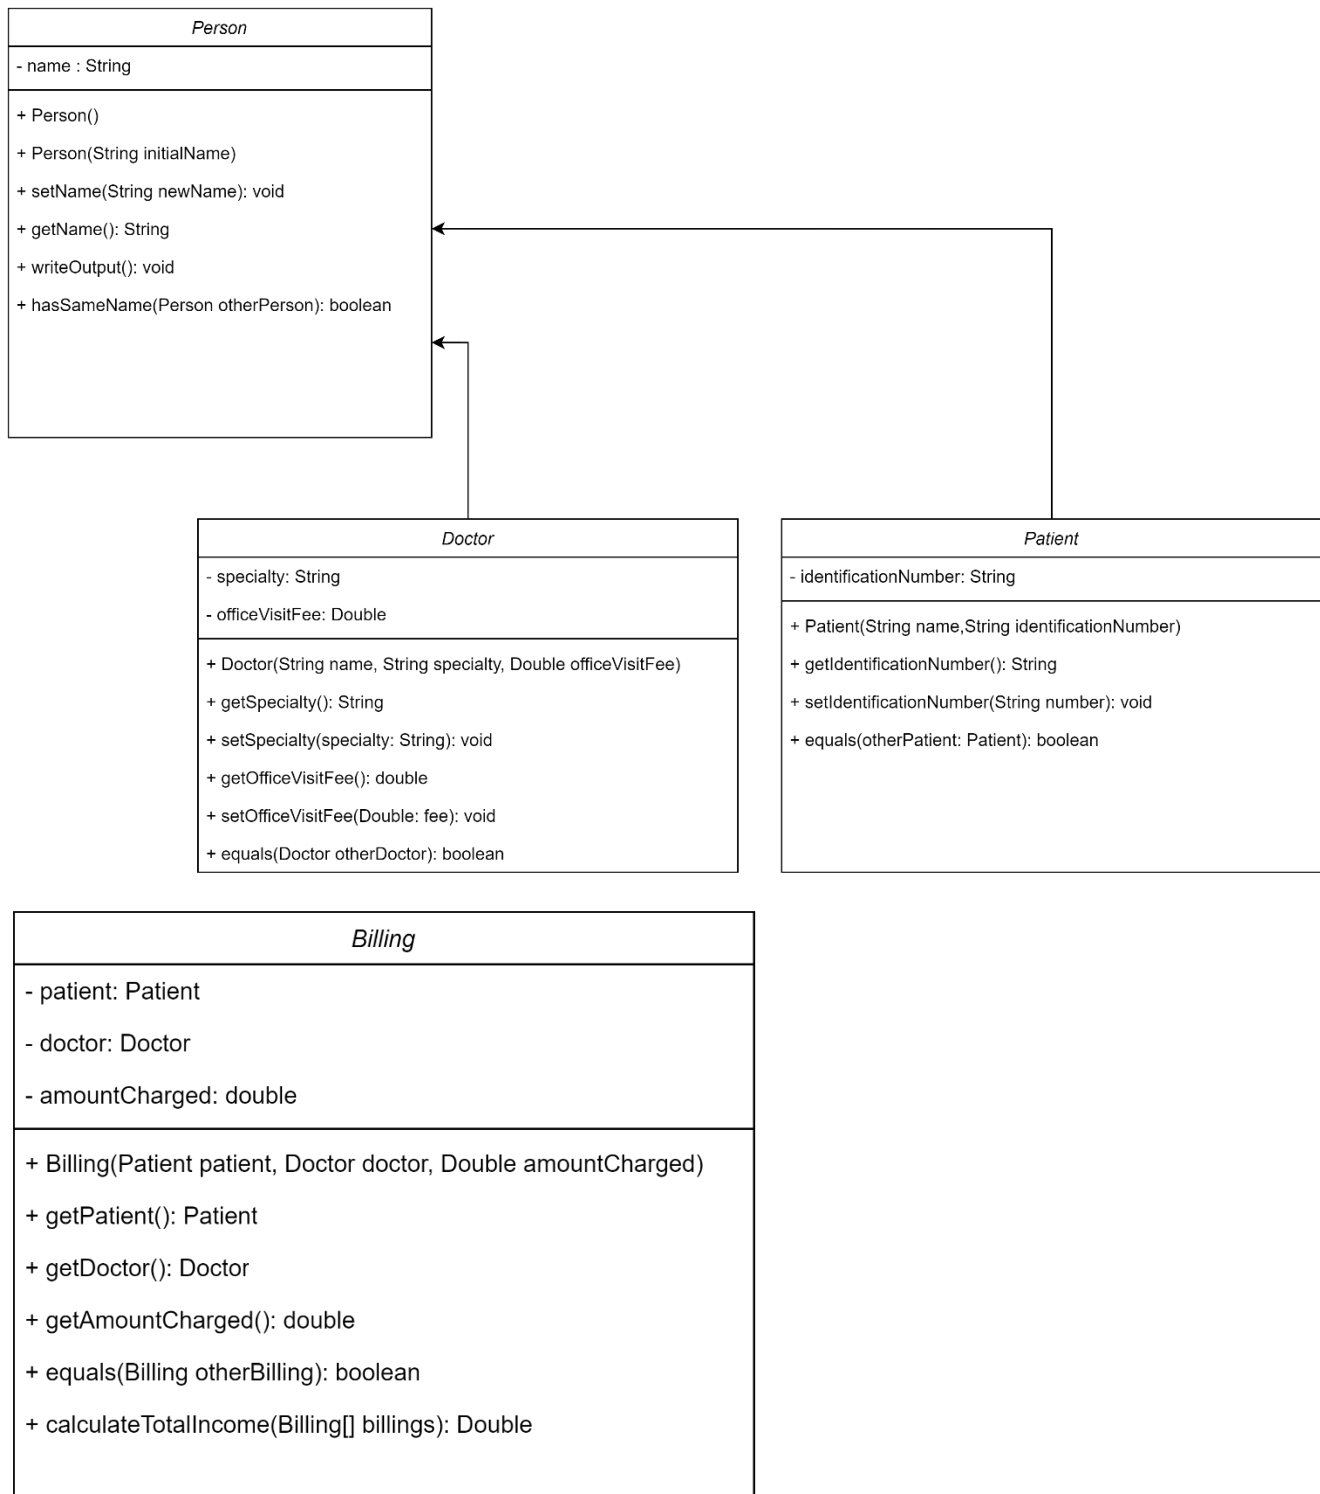 Person
- name : String
+ Person()
+ Person(String initialName)
+ setName(String newName): void
+ getName(): String
+ writeOutput(): void
+ hasSameName(Person otherPerson): boolean
Doctor
- specialty: String
- officeVisitFee: Double
+ Doctor(String name, String specialty, Double officeVisitFee)
+ getSpecialty(): String
+ setSpecialty(specialty: String): void
+ getOfficeVisitFee(): double
+ setOfficeVisitFee(Double: fee): void
+ equals(Doctor otherDoctor): boolean
Patient
- identificationNumber: String
+ Patient(String name,String identificationNumber)
+ getIdentificationNumber(): String
+ setIdentificationNumber(String number): void
+ equals(otherPatient: Patient): boolean
Billing
- patient: Patient
- doctor: Doctor
- amountCharged: double
+ Billing(Patient patient, Doctor doctor, Double amountCharged)
+ getPatient(): Patient
+ getDoctor(): Doctor
+ getAmountCharged(): double
+ equals(Billing otherBilling): boolean
+ calculateTotalIncome(Billing[] billings): Double